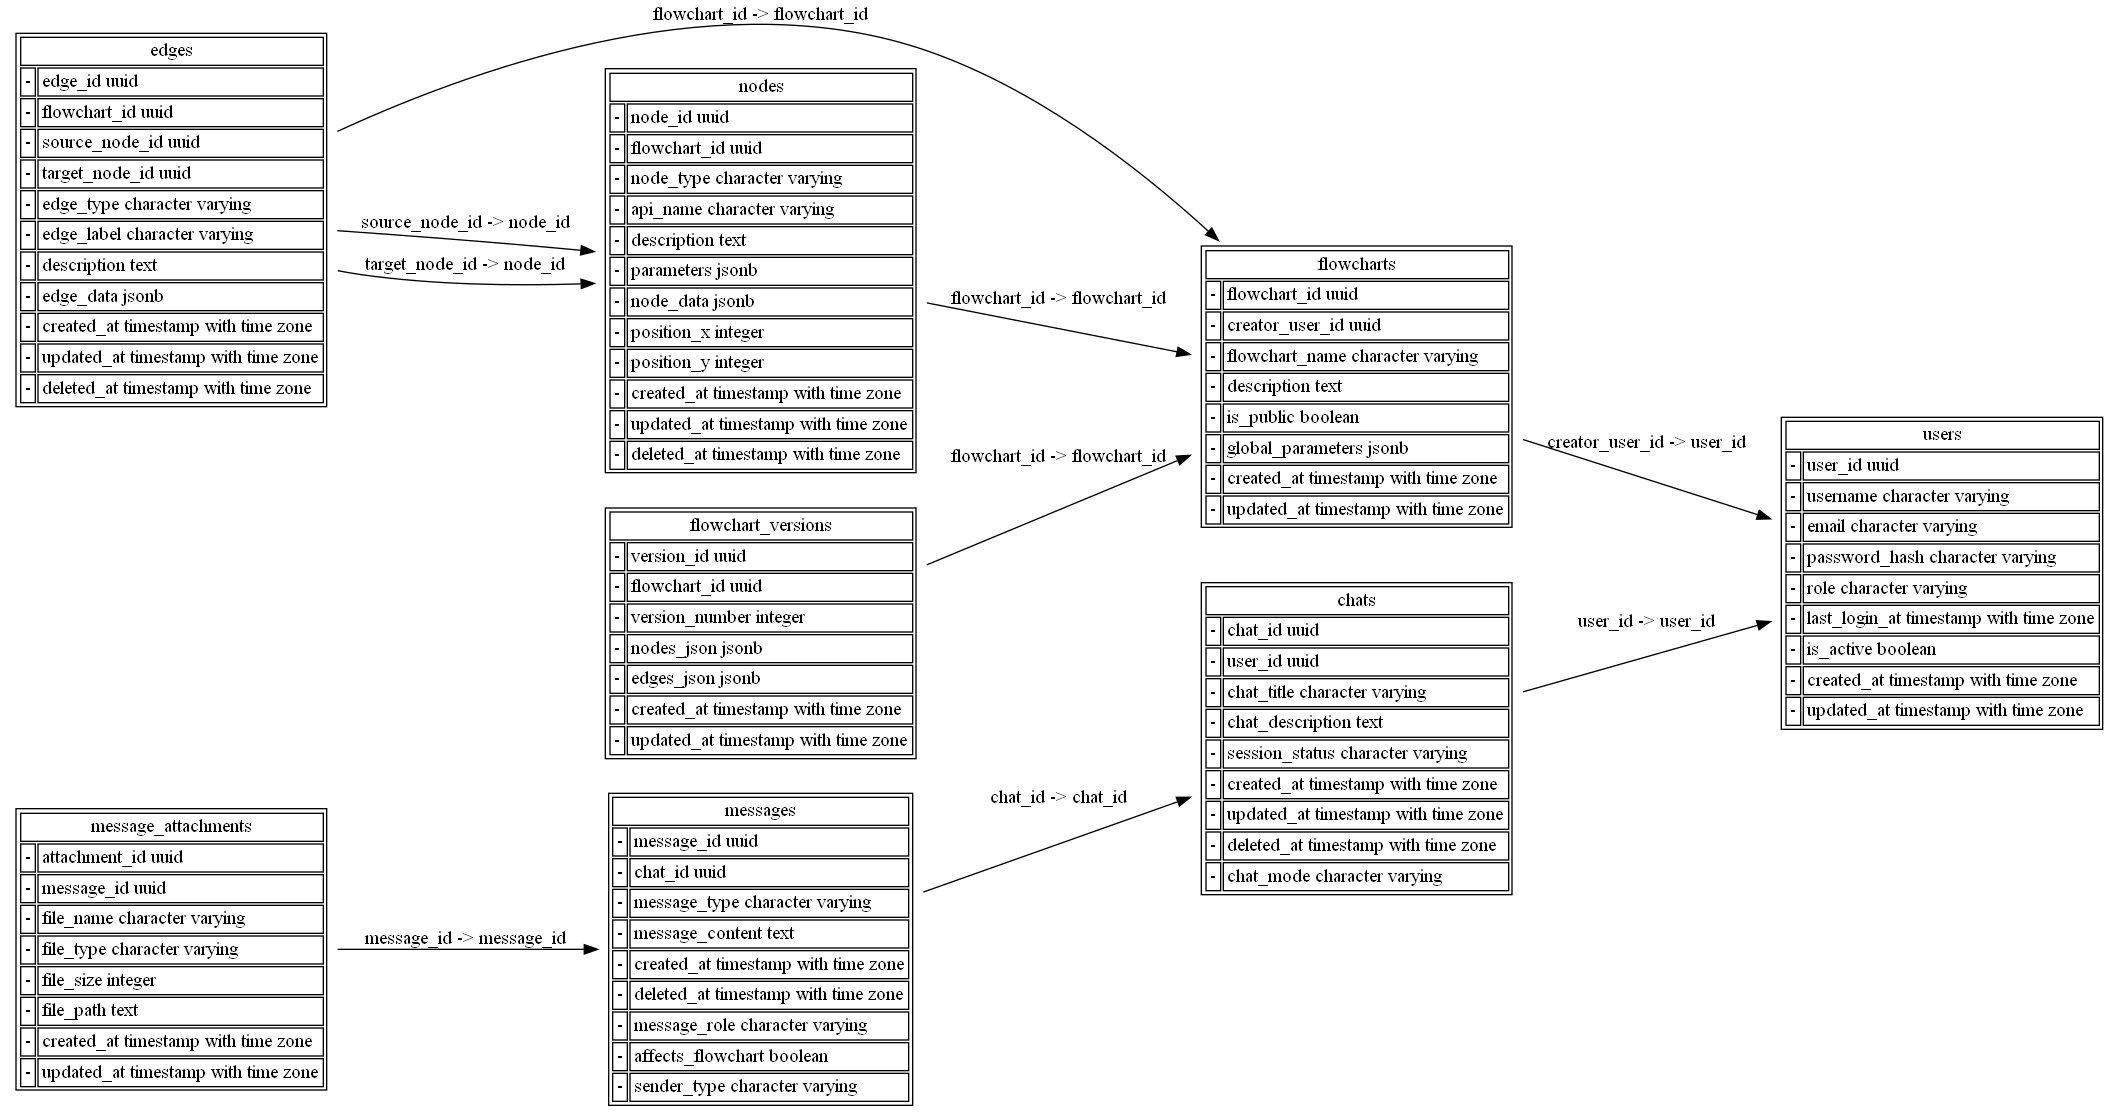 flowchart_id -> flowchart_id
edges
- edge_id uuid
- flowchart_id uuid
- source_node_id uuid
- target_node_id uuid
- edge_type character varying
- edge_label character varying
- description text
- edge_data jsonb
- created_at timestamp with time zone
- updated_at timestamp with time zone
- deleted_at timestamp with time zone
source_node_id -> node_id
target_node_id -> node_id
nodes
- node_id uuid
- flowchart_id uuid
- node_type character varying
- api_name character varying
- description text
- parameters jsonb
- node_data jsonb
- position_x integer
- position_y integer
- created_at timestamp with time zone
- updated_at timestamp with time zone
- deleted_at timestamp with time zone
flowchart_id -> flowchart_id
flowchart_id -> flowchart_id
flowcharts
- flowchart_id uuid
- creator_user_id uuid
- flowchart_name character varying
- description text
- is_public boolean
- global_parameters jsonb
- created_at timestamp with time zone
- updated_at timestamp with time zone
creator_user_id -> user_id
users
- user_id uuid
- username character varying
- email character varying
- password_hash character varying
- role character varying
- last_login_at timestamp with time zone
- is_active boolean
- created_at timestamp with time zone
- updated_at timestamp with time zone
flowchart_versions
- version_id uuid
- flowchart_id uuid
- version_number integer
- nodes_json jsonb
- edges_json jsonb
- created_at timestamp with time zone
- updated_at timestamp with time zone
chats
- chat_id uuid
- user_id uuid
- chat_title character varying
- chat_description text
- session_status character varying
- created_at timestamp with time zone
- updated_at timestamp with time zone
- deleted_at timestamp with time zone
- chat_mode character varying
user_id -> user_id
message_attachments
- attachment_id uuid
- message_id uuid
- file_name character varying
- file_type character varying
- file_size integer
- file_path text
- created_at timestamp with time zone
- updated_at timestamp with time zone
message_id -> message_id
messages
- message_id uuid
- chat_id uuid
- message_type character varying
- message_content text
- created_at timestamp with time zone
- deleted_at timestamp with time zone
- message_role character varying
- affects_flowchart boolean
- sender_type character varying
chat_id -> chat_id